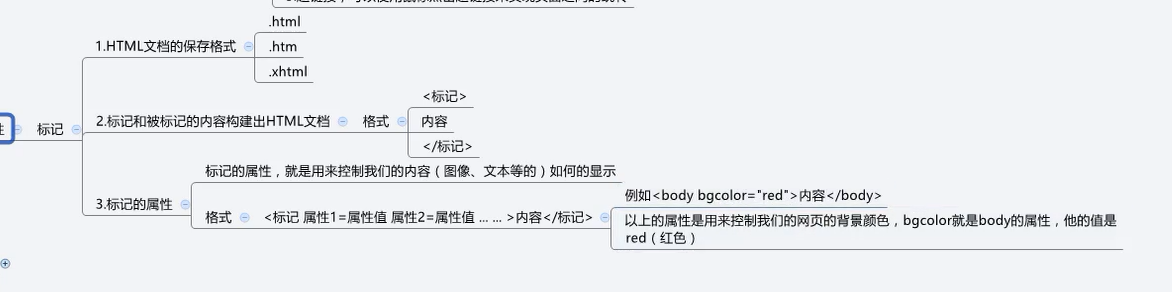 .html
1.HTML文档的保存格式
.htm
.xhtml
<标记>
标记
2.标记和被标记的内容构建出HTML文档
格式
内容
</标记>
标记的属性，就是用来控制我们的内容（图像、文本等的）如何的显示
3.标记的属性
例如<body bgcolor="red">内容</body>
格式
<标记 属性1=属性值 属性2=属性值 ... ... >内容</标记>
以上的属性是用来控制我们的网页的背景颜色，bgcolor就是body的属性，他的值是
red（红色）